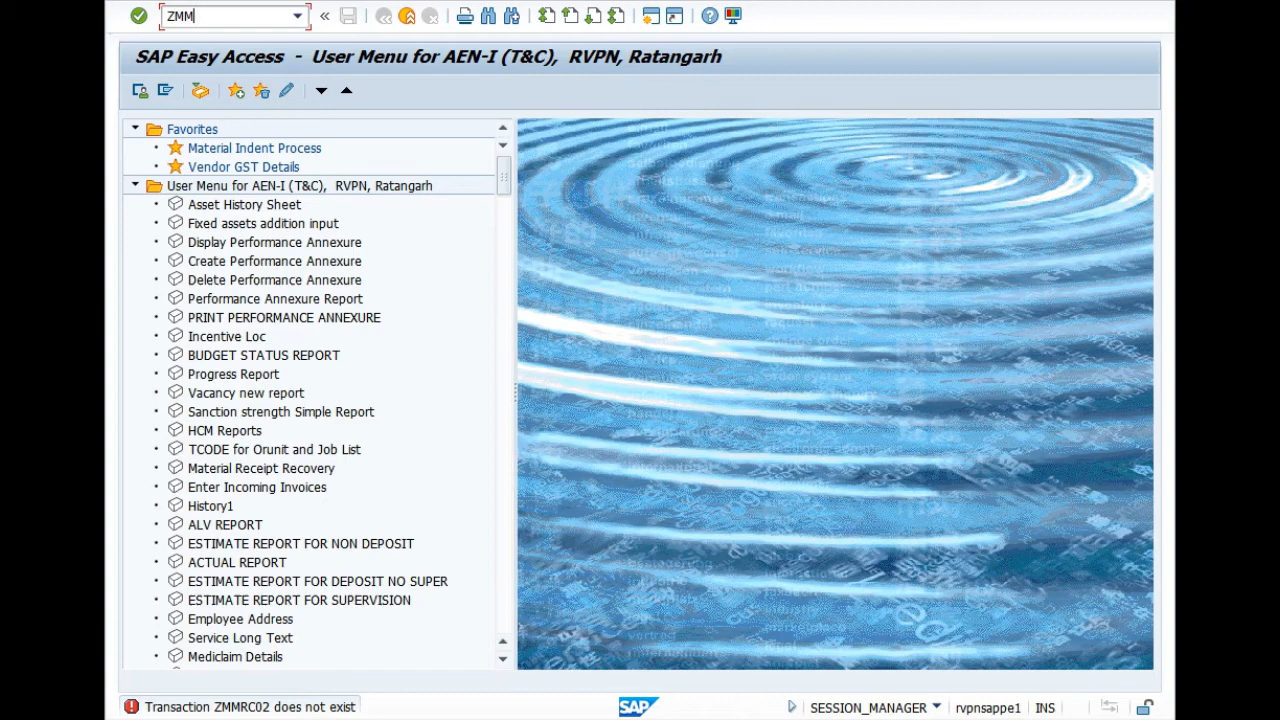 ZMM
SAP Easy Access - User Menu for AEN-I (T&C), RVPN, Ratangarh
Favorites
Material Indent Process
Vendor GST Details
User Menu for AEN-I (T&C), RVPN, Ratangarh
Asset History Sheet
Fixed assets addition input
Display Performance Annexure
Create Performance Annexure
Delete Performance Annexure
Performance Annexure Report
PRINT PERFORMANCE ANNEXURE
Incentive Loc
BUDGET STATUS REPORT
Progress Report
Vacancy new report
Sanction strength Simple Report
HCM Reports
TCODE for Orunit and Job List
Material Receipt Recovery
Enter Incoming Invoices
History1
ALV REPORT
ESTIMATE REPORT FOR NON DEPOSIT
ACTUAL REPORT
ESTIMATE REPORT FOR DEPOSIT NO SUPER
ESTIMATE REPORT FOR SUPERVISION
Employee Address
Service Long Text
Mediclaim Details
Transaction ZMMRC02 does not exist
SAP
SESSION_MANAGER
rvpnsappe1
INS